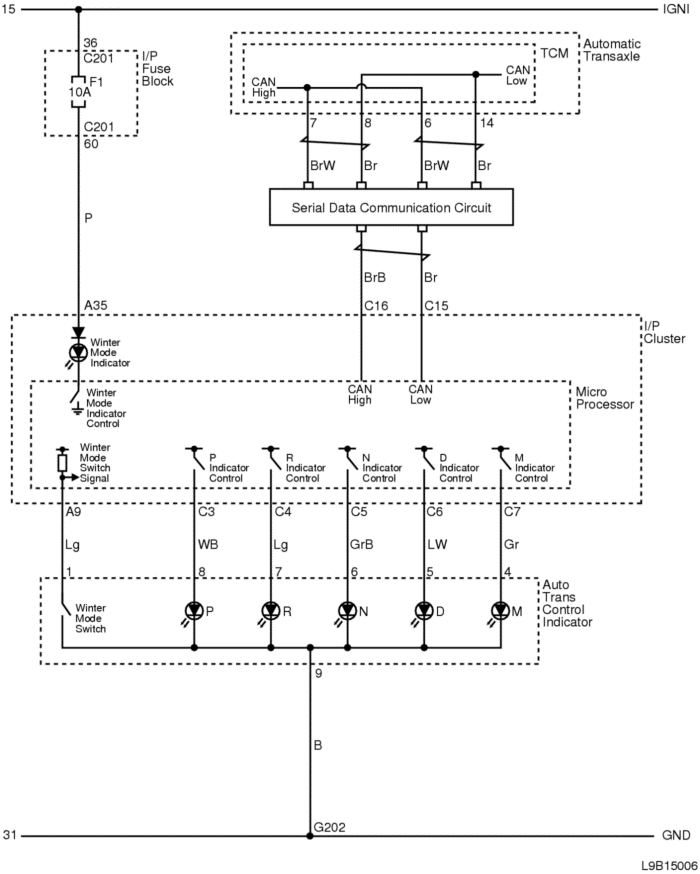 15
IGNI
36
C201
F1
10A
C201
60
I/P
Fuse
Block
TCM
Automatic
Transaxle
CAN
High
CAN
Low
7
8
6
14
BrW
Br
BrW
Br
Serial Data Communication Circuit
P
BrB
Br
A35
C16
C15
I/P
Cluster
Winter
Mode
Indicator
Winter
Mode
Indicator
Control
CAN
High
CAN
Low
Micro
Processor
Winter
Mode
Switch
Signal
P
Indicator
Control
R
Indicator
Control
N
Indicator
Control
D
Indicator
Control
M
Indicator
Control
A9
C3
C4
C5
C6
C7
Lg
WB
Lg
GrB
LW
Gr
1
8
7
6
5
4
Auto
Trans
Control
Indicator
Winter
Mode
Switch
P
R
N
D
M
9
B
G202
31
GND
L9B15006